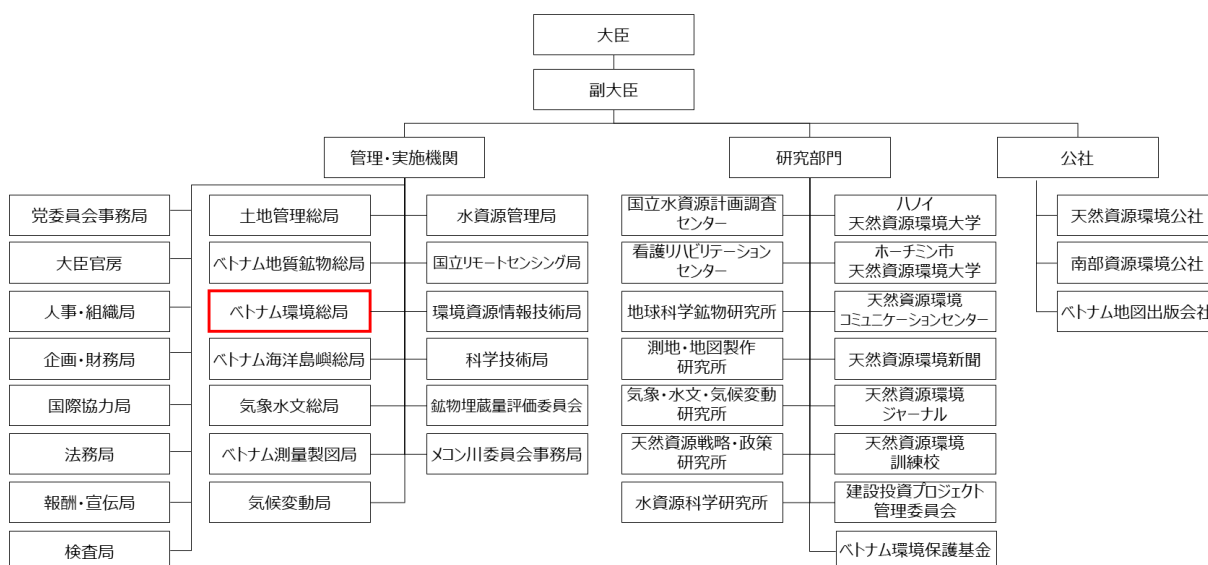 大臣
副大臣
管理・実施機関
研究部門
公社
党委員会事務局
大臣官房
人事・組織局
企画・財務局
国際協力局
法務局
報酬・宣伝局
検査局
土地管理総局
ベトナム地質鉱物総局
ベトナム環境総局
ベトナム海洋島嶼総局
気象水文総局
ベトナム測量製図局
気候変動局
水資源管理局
国立リモートセンシング局
環境資源情報技術局
科学技術局
鉱物埋蔵量評価委員会
メコン川委員会事務局
国立水資源計画調査
センター
看護リハビリテーション
センター
地球科学鉱物研究所
測地・地図製作
研究所
気象・水文・気候変動
研究所
天然資源戦略・政策
研究所
水資源科学研究所
ハノイ
天然資源環境大学
ホーチミン市
天然資源環境大学
天然資源環境
コミュニケーションセンター
天然資源環境新聞
天然資源環境
ジャーナル
天然資源環境
訓練校
建設投資プロジェクト
管理委員会
ベトナム環境保護基金
天然資源環境公社
南部資源環境公社
ベトナム地図出版会社